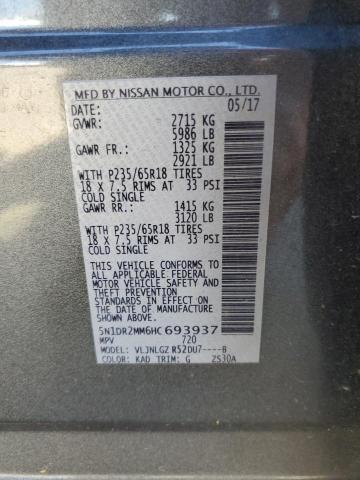 MFD BY NISSAN MOTOR CO., LTD.
DATE: 05/17
GVWR: 2715 KG
5986 LB
GAWR FR.: 1325 KG
2921 LB
WITH P235/65R18 TIRES
18 X 7.5 RIMS AT 33 PSI
COLD SINGLE
GAWR RR.: 1415 KG
3120 LB
WITH P235/65R18 TIRES
18 X 7.5 RIMS AT 33 PSI
COLD SINGLE
THIS VEHICLE CONFORMS TO
ALL APPLICABLE FEDERAL
MOTOR VEHICLE SAFETY
STANDARDS IN EFFECT ON
THE DATE OF MANUFACTURE
SHOWN ABOVE.
5N1DR2MM6HC693937
MPV 720
MODEL: VLJNLGZ R52DU7----B
COLOR: KAD TRIM: G ZS30A